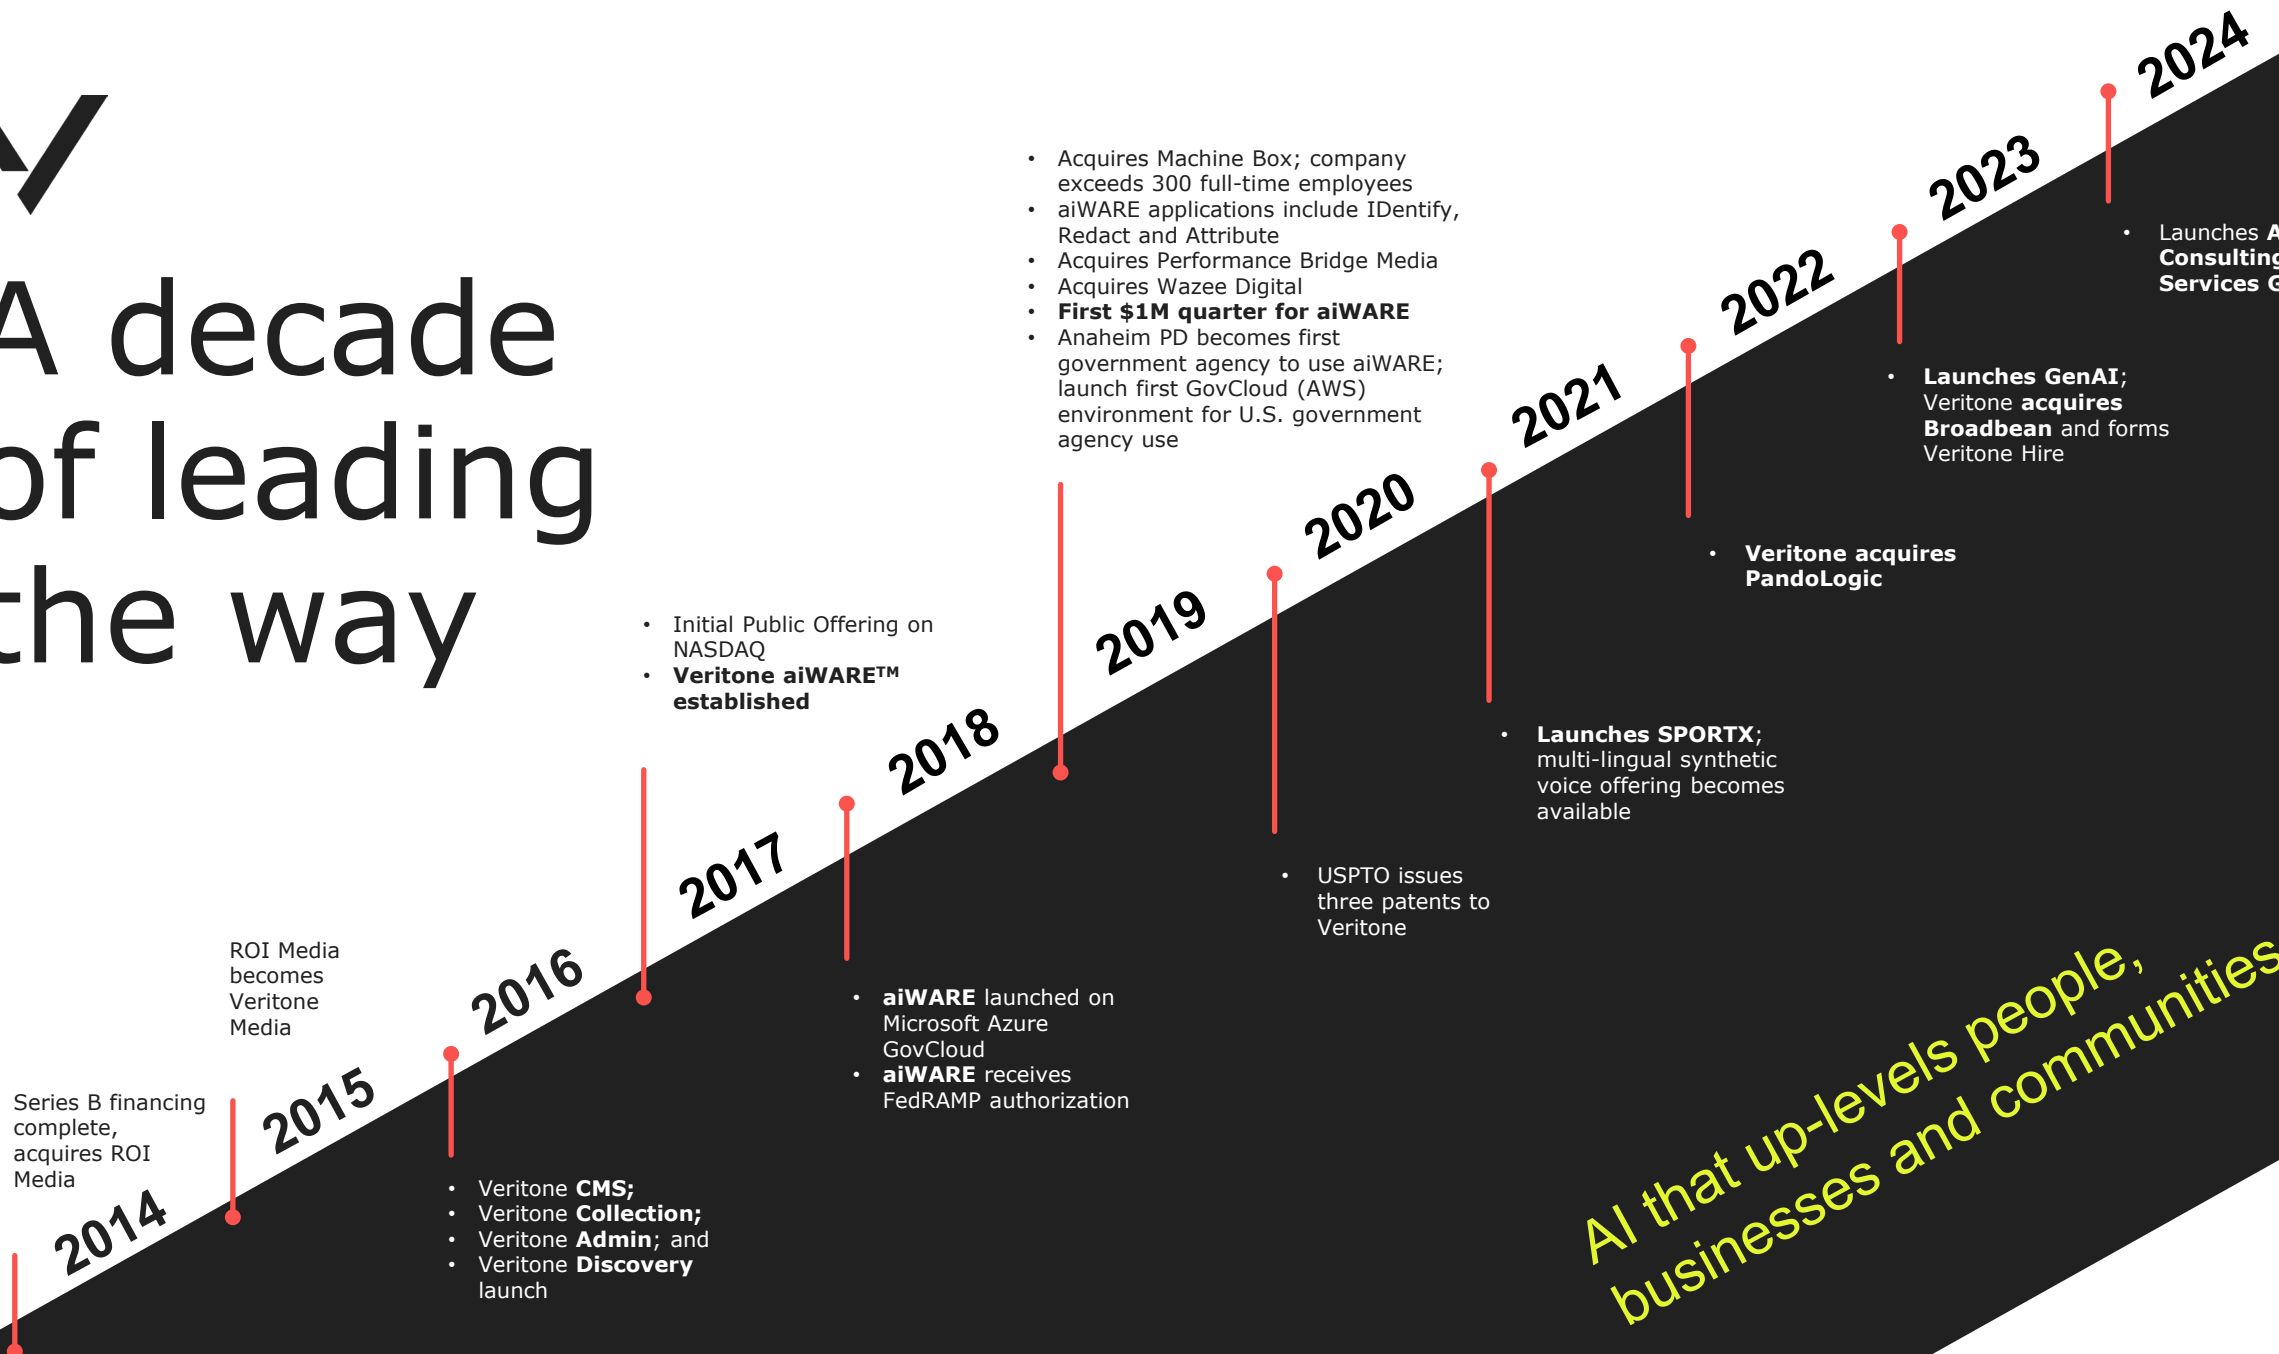 A decade
of leading
the way
Series B financing
complete,
acquires ROI
Media
2014
ROI Media
becomes
Veritone
Media
2015
• Veritone CMS;
• Veritone Collection;
• Veritone Admin; and
• Veritone Discovery
launch
2016
• Initial Public Offering on
NASDAQ
• Veritone aiWARE™
established
2017
• aiWARE launched on
Microsoft Azure
GovCloud
• aiWARE receives
FedRAMP authorization
2018
• Acquires Machine Box; company
exceeds 300 full-time employees
• aiWARE applications include IDentify,
Redact and Attribute
• Acquires Performance Bridge Media
• Acquires Wazee Digital
• First $1M quarter for aiWARE
• Anaheim PD becomes first
government agency to use aiWARE;
launch first GovCloud (AWS)
environment for U.S. government
agency use
2019
• USPTO issues
three patents to
Veritone
2020
• Launches SPORTX;
multi-lingual synthetic
voice offering becomes
available
2021
• Veritone acquires
PandoLogic
2022
• Launches GenAI;
Veritone acquires
Broadbean and forms
Veritone Hire
2023
• Launches
Consulting
Services
2024
AI that up-levels people,
businesses and communities